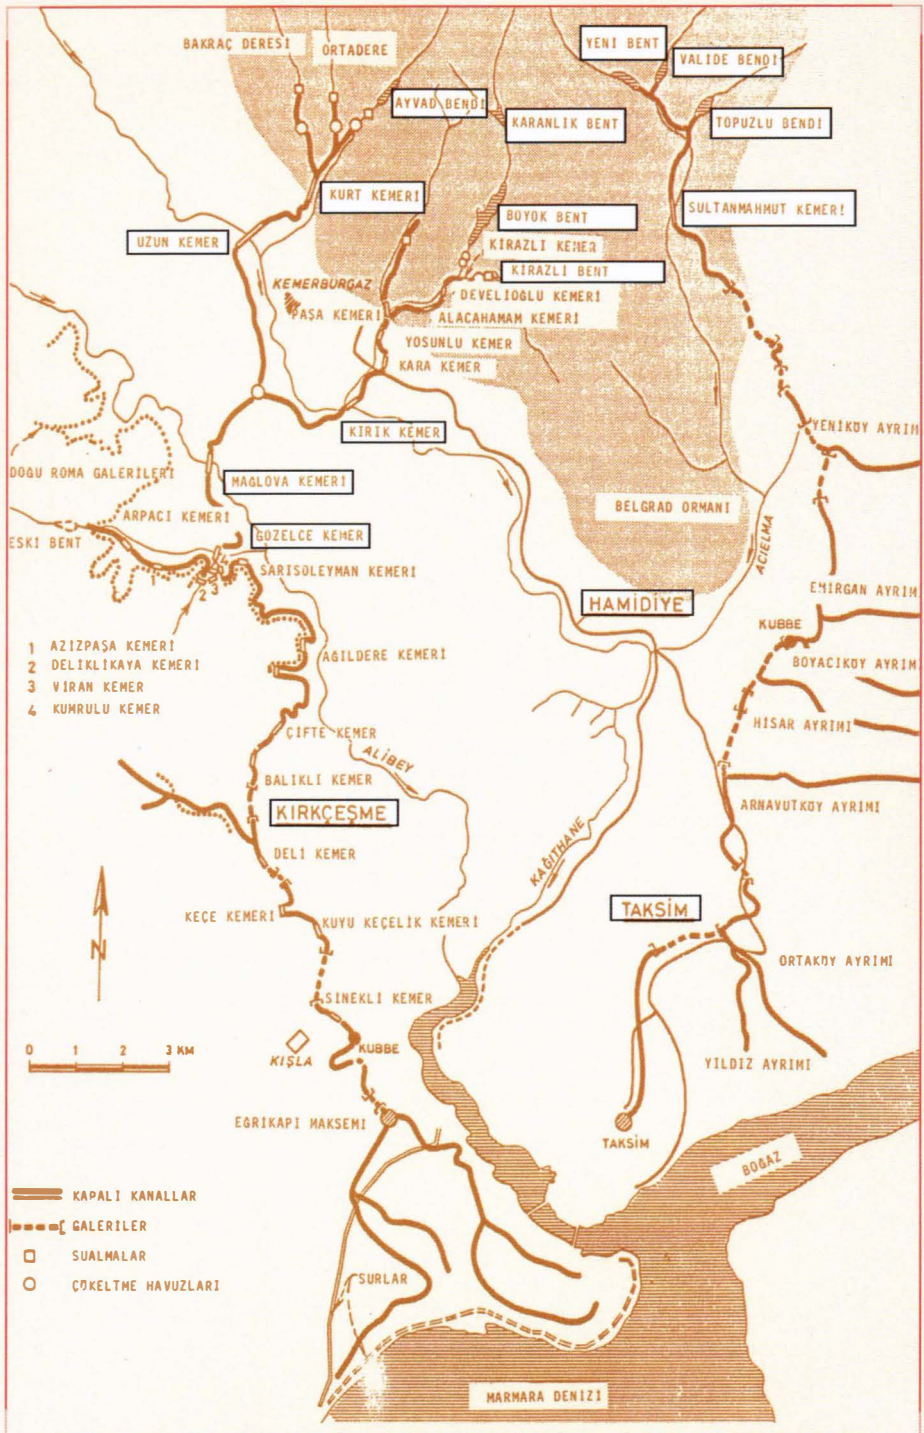 BAKRAÇ DERESİ
ORTADERE
YENİ BENT
VALİDE BENDİ
AYVAD BENDİ
KARANLIK BENT
TOPUZLU BENDİ
KURT KEMERİ
SULTANMAHMUT KEMERİ
BÜYÜK BENT
UZUN KEMER
KİRAZLI KEMER
KİRAZLI BENT
KEMERBURGAZ
DEVELİOĞLU KEMERİ
PAŞA KEMERİ
ALACAHAMAM KEMERİ
YOSUNLU KEMER
KARA KEMER
KIRIK KEMER
YENİKÖY AYRIM
DOĞU ROMA GALERİLERİ
MAĞLOVA KEMERİ
BELGRAD ORMANI
ARPACI KEMERİ
GÜZELCE KEMER
ESKİ BENT
ACIELMA
SARISÜLEYMAN KEMERİ
1
2
3
EMİRGAN AYRIM
HAMİDİYE
KUBBE
1 AZİZPAŞA KEMERİ
2 DELİKLİKAYA KEMERİ
3 VİRAN KEMER
4 KUMRULU KEMER
AĞILDERE KEMERİ
BOYACIKÖY AYRIM
HİSAR AYRIMI
ÇİFTE KEMER
ALİBEY
BALIKLI KEMER
ARNAVUTKÖY AYRIMI
KIRKÇEŞME
DELİ KEMER
KAĞITHANE
KEÇE KEMERİ
KUYU KEÇELİK KEMERİ
TAKSİM
N
ORTAKÖY AYRIMI
SİNEKLİ KEMER
KIŞLA
KUBBE
0 1 2 3 KM
YILDIZ AYRIMI
EĞRİKAPI MAKSEMİ
TAKSİM
BOĞAZ
KAPALI KANALLAR
GALERİLER
SUALMALAR
ÇÖKELTME HAVUZLARI
SURLAR
MARMARA DENİZİ